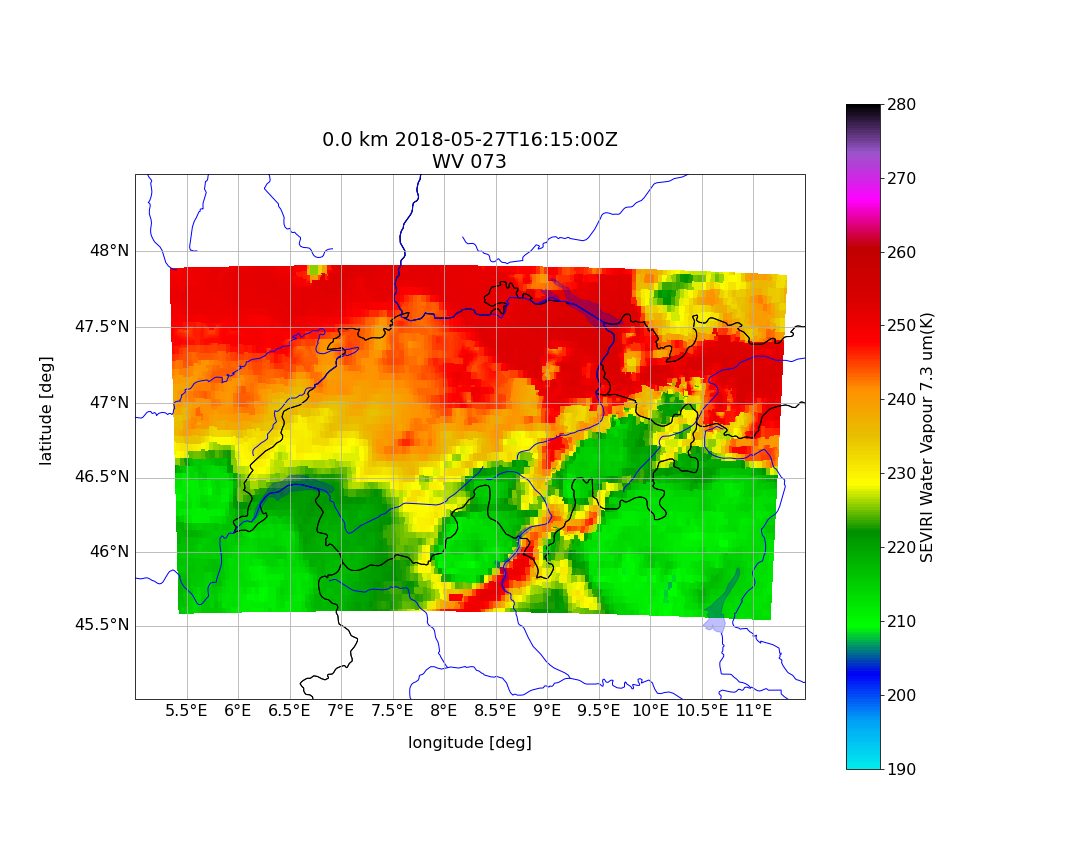 0.0 km 2018-05-27T16:15:00Z
WV 073
48°N
47.5°N
47°N
46.5°N
46°N
45.5°N
latitude [deg]
5.5°E 6°E 6.5°E 7°E 7.5°E 8°E 8.5°E 9°E 9.5°E 10°E 10.5°E 11°E
longitude [deg]
280
270
260
250
240
230
220
210
200
190
SEVIRI Water Vapour 7.3 um(K)